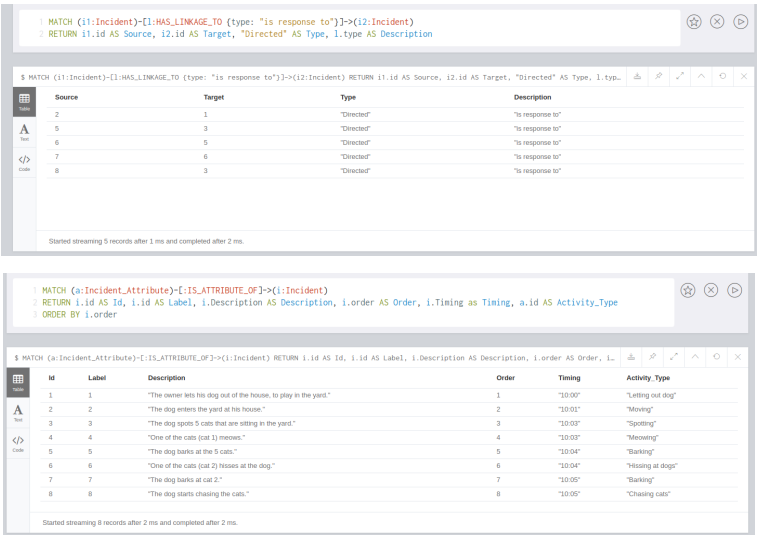 1 MATCH (i1:Incident)-[l:HAS_LINKAGE_TO {type: "is response to"}]->(i2:Incident)
2 RETURN i1.id AS Source, i2.id AS Target, "Directed" AS Type, l.type AS Description
$ MATCH (i1:Incident)-[l:HAS_LINKAGE_TO {type: "is response to"}]->(i2:Incident) RETURN i1.id AS Source, i2.id AS Target, "Directed" AS Type, l.typ…
Table
A
Text
</>
Code
Source Target Type Description
2 1 "Directed" "is response to"
5 3 "Directed" "is response to"
6 5 "Directed" "is response to"
7 6 "Directed" "is response to"
8 3 "Directed" "is response to"
Started streaming 5 records after 1 ms and completed after 2 ms.
1 MATCH (a:Incident_Attribute)-[:IS_ATTRIBUTE_OF]->(i:Incident)
2 RETURN i.id AS Id, i.id AS Label, i.Description AS Description, i.order AS Order, i.Timing as Timing, a.id AS Activity_Type
3 ORDER BY i.order
$ MATCH (a:Incident_Attribute)-[:IS_ATTRIBUTE_OF]->(i:Incident) RETURN i.id AS Id, i.id AS Label, i.Description AS Description, i.order AS Order, i…
Table
A
Text
</>
Code
Id Label Description Order Timing Activity_Type
1 1 "The owner lets his dog out of the house, to play in the yard." 1 "10:00" "Letting out dog"
2 2 "The dog enters the yard at his house." 2 "10:01" "Moving"
3 3 "The dog spots 5 cats that are sitting in the yard." 3 "10:03" "Spotting"
4 4 "One of the cats (cat 1) meows." 4 "10:03" "Meowing"
5 5 "The dog barks at the 5 cats." 5 "10:04" "Barking"
6 6 "One of the cats (cat 2) hisses at the dog." 6 "10:04" "Hissing at dogs"
7 7 "The dog barks at cat 2." 7 "10:05" "Barking"
8 8 "The dog starts chasing the cats." 8 "10:05" "Chasing cats"
Started streaming 8 records after 2 ms and completed after 2 ms.